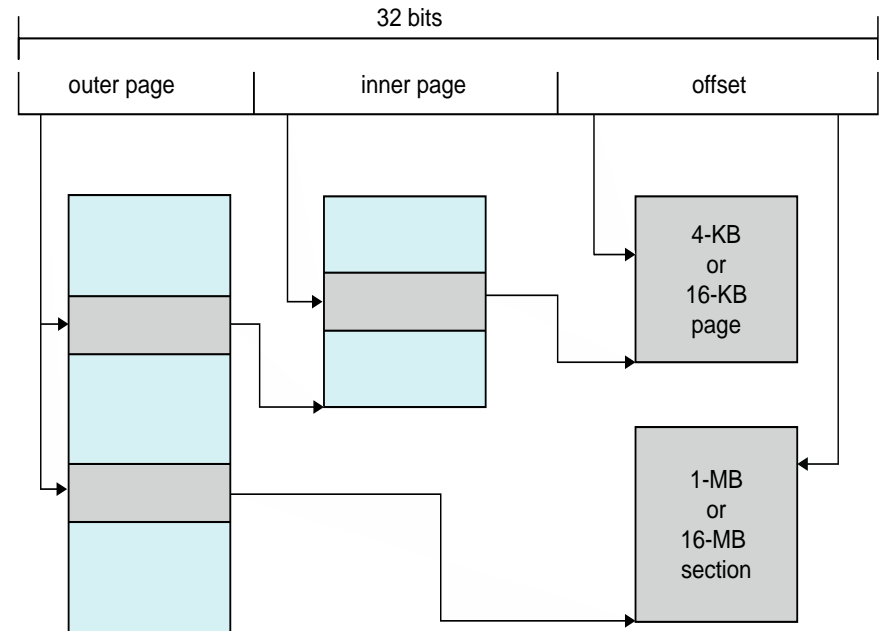 32 bits
outer page
inner page
offset
4-KB
or
16-KB
page
1-MB
or
16-MB
section